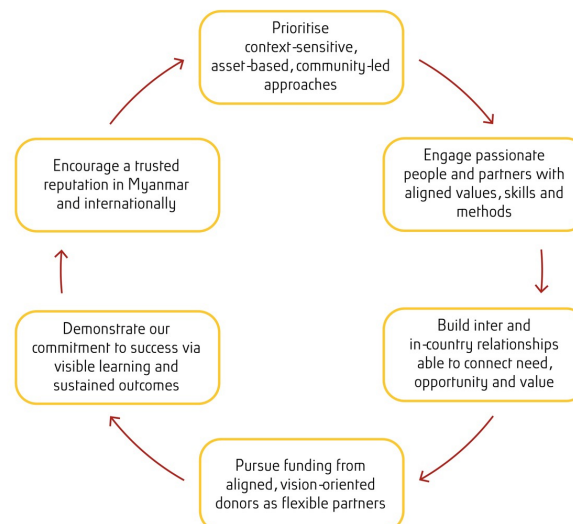 Prioritise
context-sensitive,
asset-based, community-led
approaches
Engage passionate
people and partners with
aligned values, skills and
methods
Build inter and
in-country relationships
able to connect need,
opportunity and value
Pursue funding from
aligned, vision-oriented
donors as flexible partners
Demonstrate our
commitment to success via
visible learning and
sustained outcomes
Encourage a trusted
reputation in Myanmar
and internationally